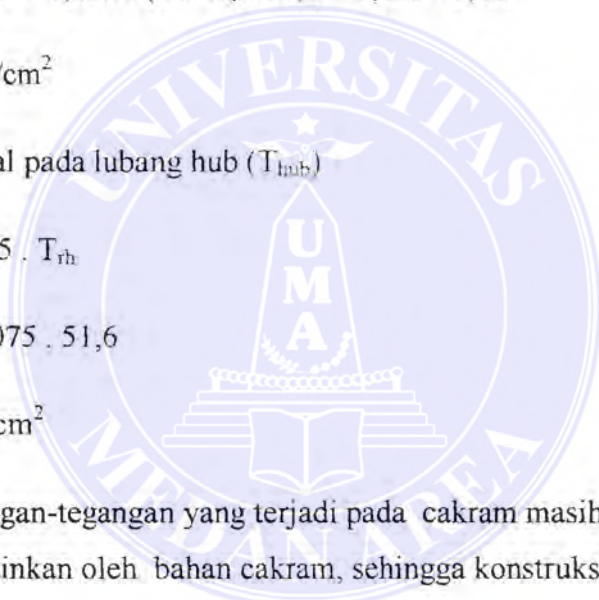 /cm²
al pada lubang hub (T_hub)
5 . T_rh
075 . 51,6
cm²
gan-tegangan yang terjadi pada cakram masih
inkan oleh bahan cakram, sehingga konstruks
UNIVERSITAS
UMA
MEDAN AREA